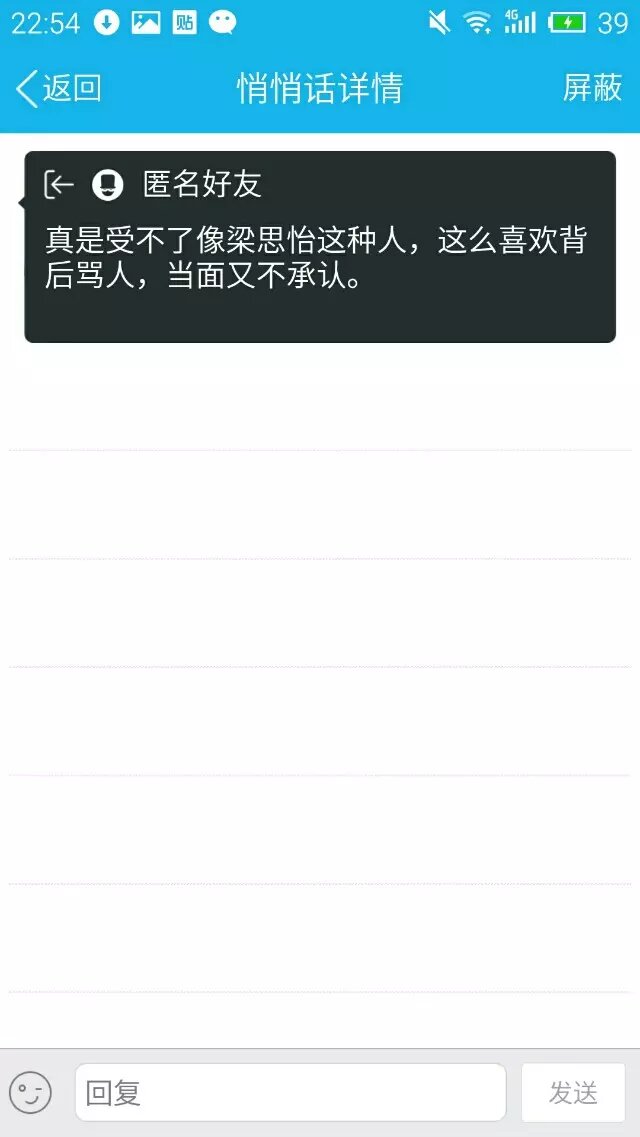 22:54 贴 4G 39
返回 悄悄话详情 屏蔽
匿名好友
真是受不了像梁思怡这种人，这么喜欢背
后骂人，当面又不承认。
回复 发送